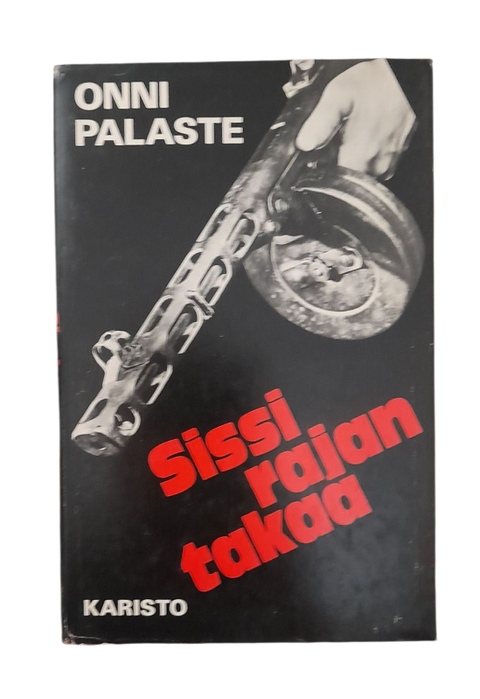 ONNI
PALASTE
Sissi
rajan
takaa
KARISTO